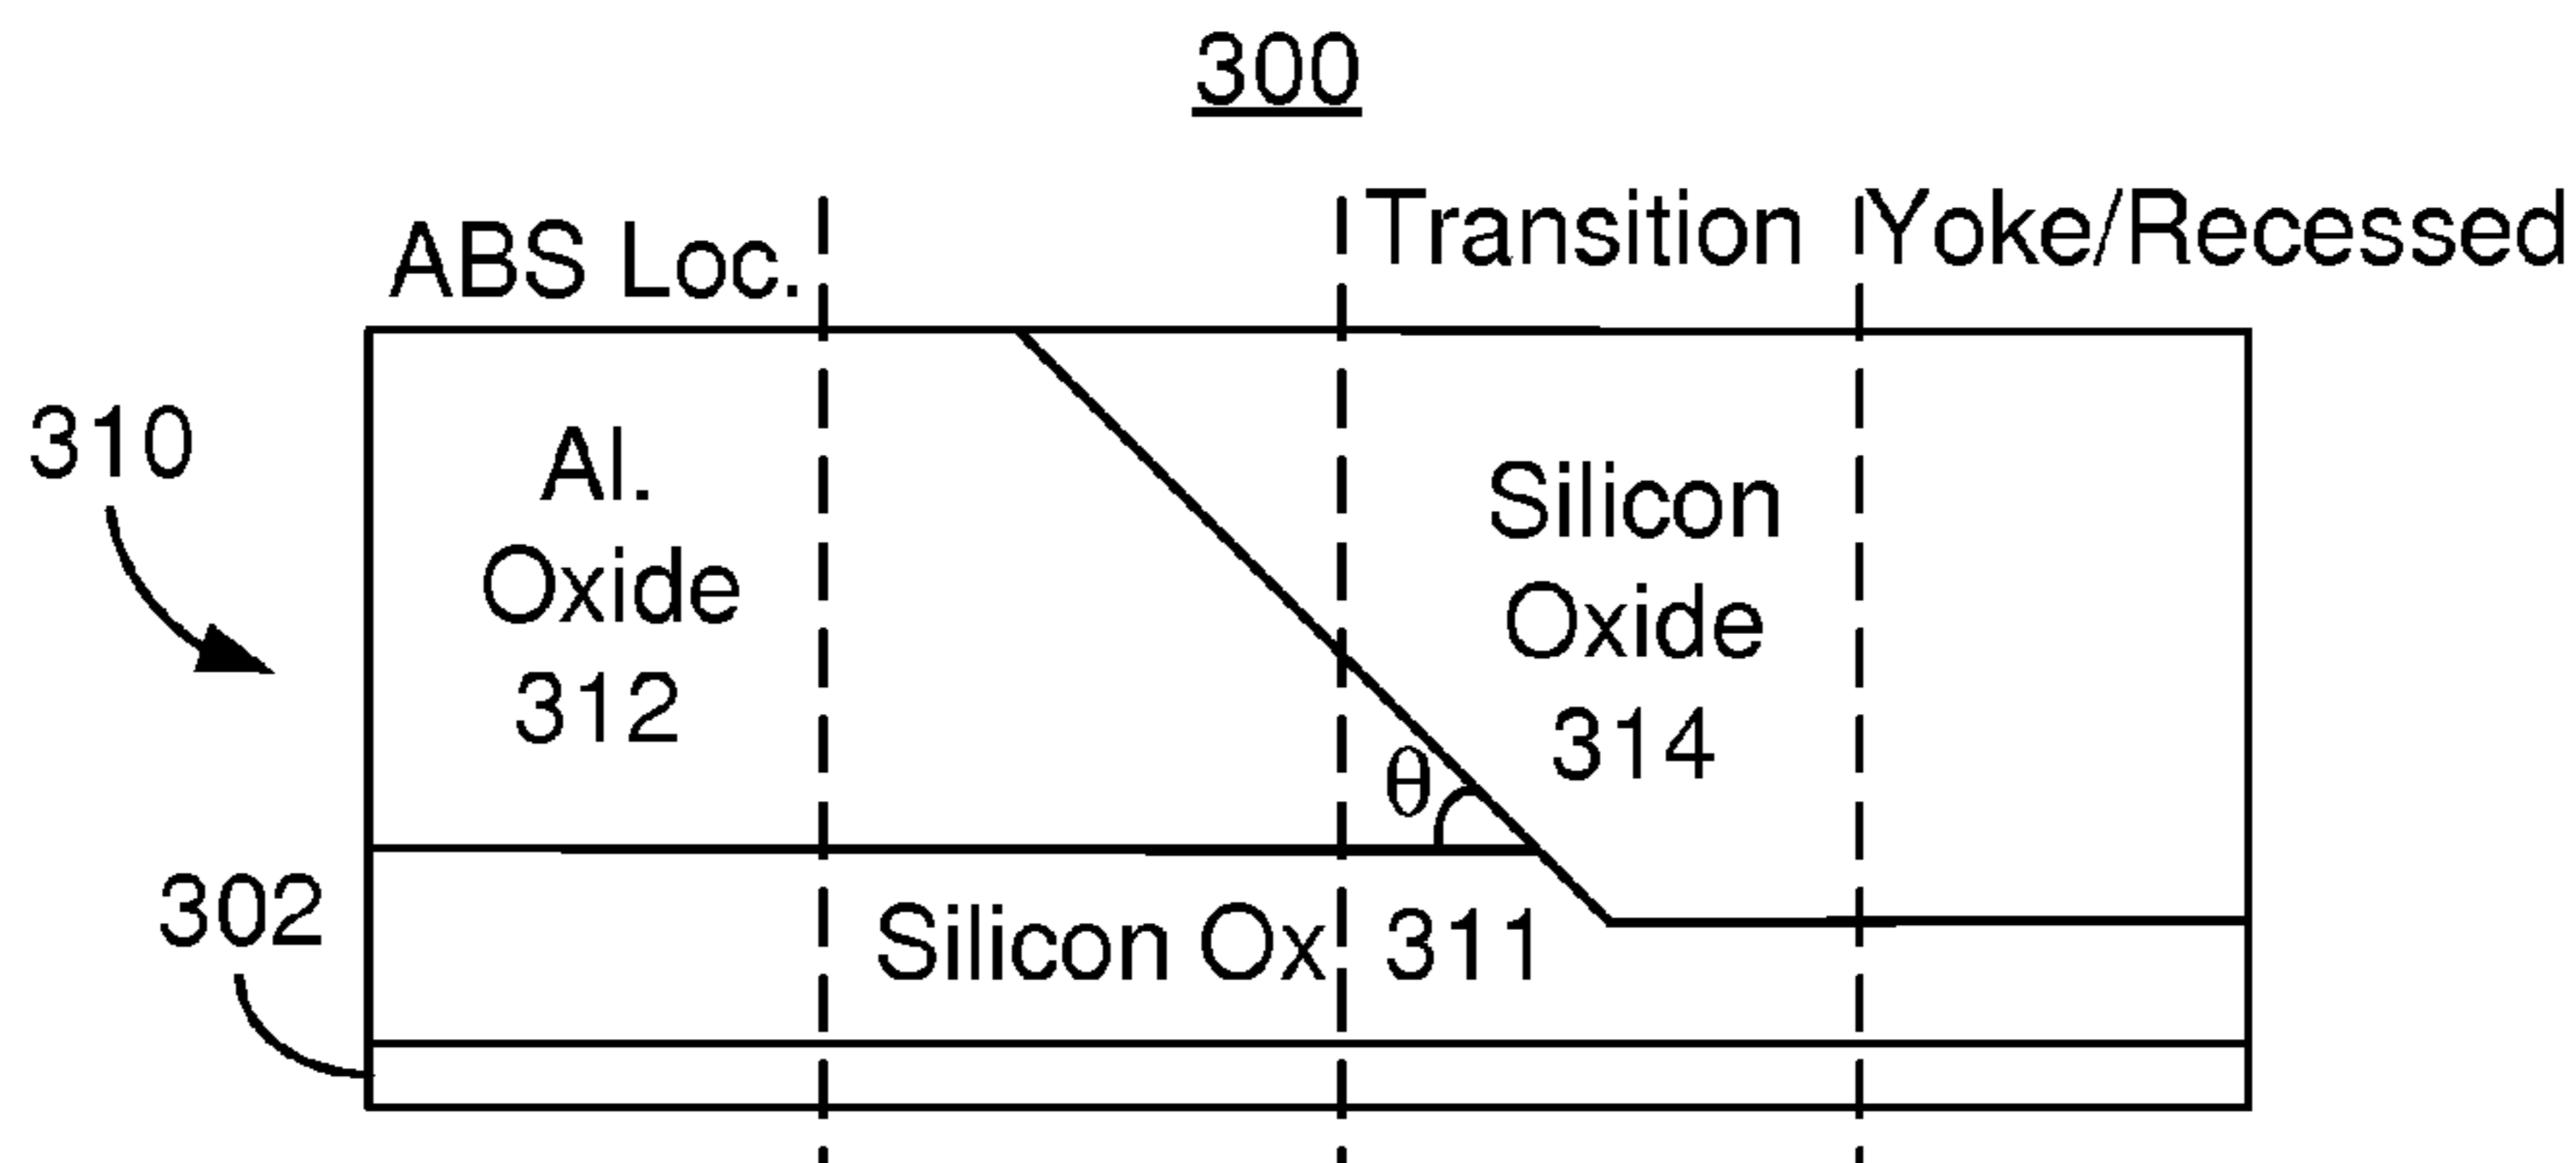 300
ABS Loc.
Transition
Yoke/Recessed
310
Al.
Oxide
312
Silicon
Oxide
314
θ
302
Silicon Ox 311